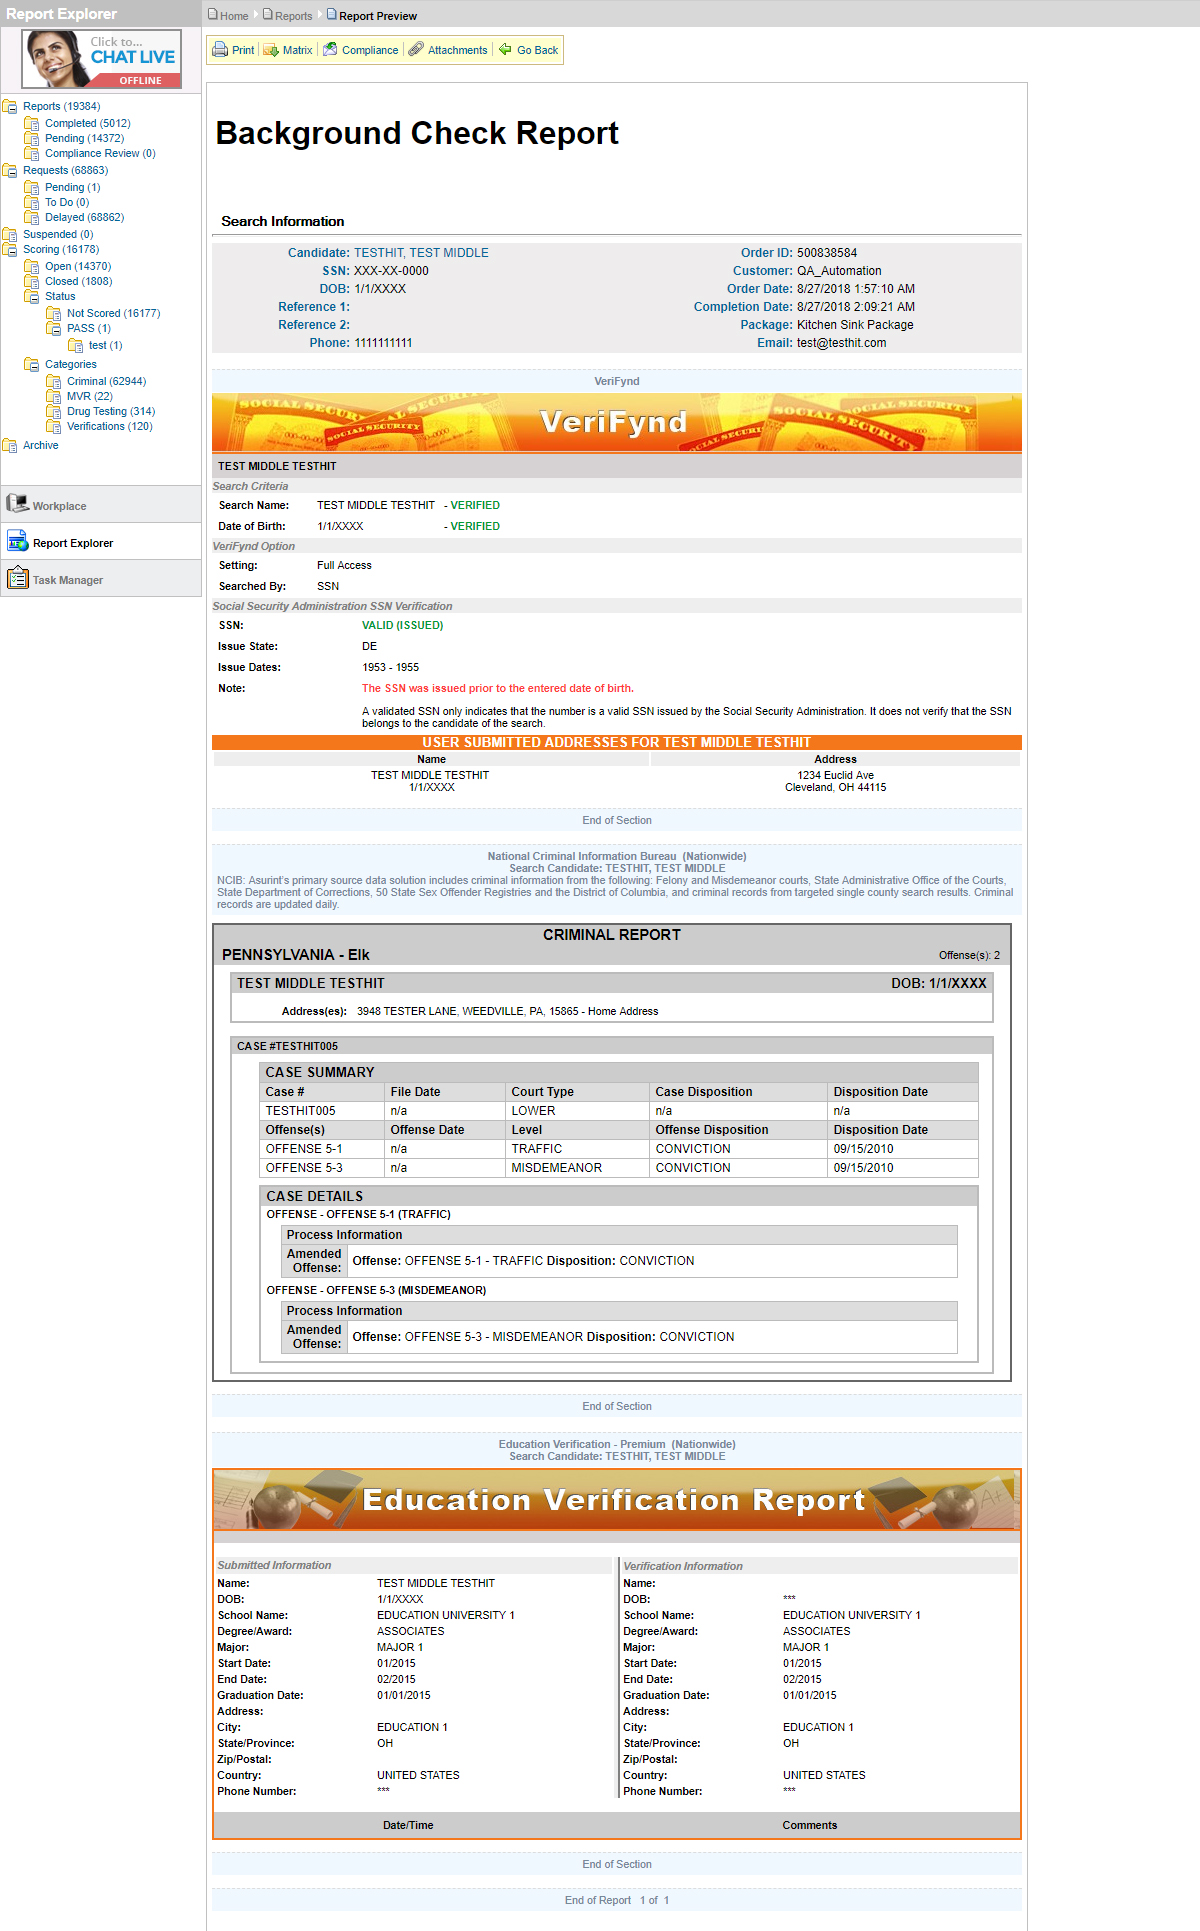 Report Explorer
Home Reports Report Preview
Click to...
CHAT LIVE
OFFLINE
Print Matrix Compliance Attachments Go Back
Reports (19384)
Completed (5012)
Pending (14372)
Compliance Review (0)
Requests (68863)
Pending (1)
To Do (0)
Delayed (68862)
Suspended (0)
Scoring (16178)
Open (14370)
Closed (1808)
Status
Not Scored (16177)
PASS (1)
test (1)
Categories
Criminal (62944)
MVR (22)
Drug Testing (314)
Verifications (120)
Archive
Workplace
Report Explorer
Task Manager
Background Check Report
Search Information
Candidate: TESTHIT, TEST MIDDLE Order ID: 500838584
SSN: XXX-XX-0000 Customer: QA_Automation
DOB: 1/1/XXXX Order Date: 8/27/2018 1:57:10 AM
Reference 1: Completion Date: 8/27/2018 2:09:21 AM
Reference 2: Package: Kitchen Sink Package
Phone: 1111111111 Email: test@testhit.com
VeriFynd
SOCIAL SECURITY SOCIAL SECURITY SOCIAL SECURITY VeriFynd SOCIAL SECURITY SOCIAL SECURITY SOCIAL SECURITY
TEST MIDDLE TESTHIT
Search Criteria
Search Name: TEST MIDDLE TESTHIT - VERIFIED
Date of Birth: 1/1/XXXX - VERIFIED
VeriFynd Option
Setting: Full Access
Searched By: SSN
Social Security Administration SSN Verification
SSN: VALID (ISSUED)
Issue State: DE
Issue Dates: 1953 - 1955
Note: The SSN was issued prior to the entered date of birth.
A validated SSN only indicates that the number is a valid SSN issued by the Social Security Administration. It does not verify that the SSN
belongs to the candidate of the search.
USER SUBMITTED ADDRESSES FOR TEST MIDDLE TESTHIT
Name Address
TEST MIDDLE TESTHIT 1234 Euclid Ave
1/1/XXXX Cleveland, OH 44115
End of Section
National Criminal Information Bureau (Nationwide)
Search Candidate: TESTHIT, TEST MIDDLE
NCIB: Asurint's primary source data solution includes criminal information from the following: Felony and Misdemeanor courts, State Administrative Office of the Courts,
State Department of Corrections, 50 State Sex Offender Registries and the District of Columbia, and criminal records from targeted single county search results. Criminal
records are updated daily.
CRIMINAL REPORT
PENNSYLVANIA - Elk Offense(s): 2
TEST MIDDLE TESTHIT DOB: 1/1/XXXX
Address(es): 3948 TESTER LANE, WEEDVILLE, PA, 15865 - Home Address
CASE #TESTHIT005
CASE SUMMARY
Case # File Date Court Type Case Disposition Disposition Date
TESTHIT005 n/a LOWER n/a n/a
Offense(s) Offense Date Level Offense Disposition Disposition Date
OFFENSE 5-1 n/a TRAFFIC CONVICTION 09/15/2010
OFFENSE 5-3 n/a MISDEMEANOR CONVICTION 09/15/2010
CASE DETAILS
OFFENSE - OFFENSE 5-1 (TRAFFIC)
Process Information
Amended
Offense: Offense: OFFENSE 5-1 - TRAFFIC Disposition: CONVICTION
OFFENSE - OFFENSE 5-3 (MISDEMEANOR)
Process Information
Amended
Offense: Offense: OFFENSE 5-3 - MISDEMEANOR Disposition: CONVICTION
End of Section
Education Verification - Premium (Nationwide)
Search Candidate: TESTHIT, TEST MIDDLE
Education Verification Report A+
Submitted Information Verification Information
Name: TEST MIDDLE TESTHIT Name:
DOB: 1/1/XXXX DOB: ***
School Name: EDUCATION UNIVERSITY 1 School Name: EDUCATION UNIVERSITY 1
Degree/Award: ASSOCIATES Degree/Award: ASSOCIATES
Major: MAJOR 1 Major: MAJOR 1
Start Date: 01/2015 Start Date: 01/2015
End Date: 02/2015 End Date: 02/2015
Graduation Date: 01/01/2015 Graduation Date: 01/01/2015
Address: Address:
City: EDUCATION 1 City: EDUCATION 1
State/Province: OH State/Province: OH
Zip/Postal: Zip/Postal:
Country: UNITED STATES Country: UNITED STATES
Phone Number: *** Phone Number: ***
Date/Time Comments
End of Section
End of Report 1 of 1